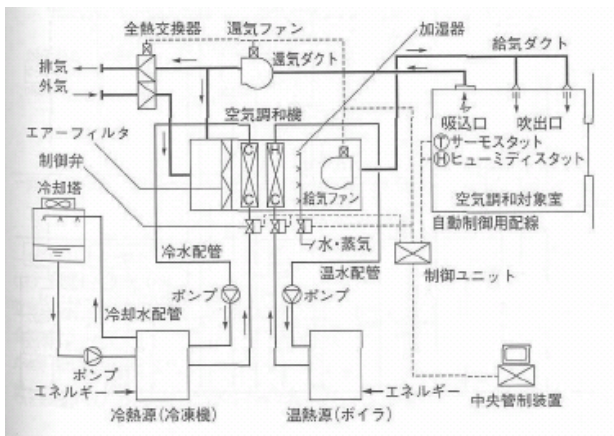 全熱交換器
還気ファン
加湿器
給気ダクト
排気
還気ダクト
外気
空気調和機
吸込口
吹出口
エアーフィルタ
Ⓣサーモスタット
Ⓗヒューミディスタット
制御弁
C
H
冷却塔
給気ファン
空気調和対象室
C
C
自動制御用配線
水・蒸気
冷水配管
温水配管
制御ユニット
ポンプ
ポンプ
冷却水配管
ポンプ
エネルギー
エネルギー
冷熱源(冷凍機)
温熱源(ボイラ)
中央管制装置